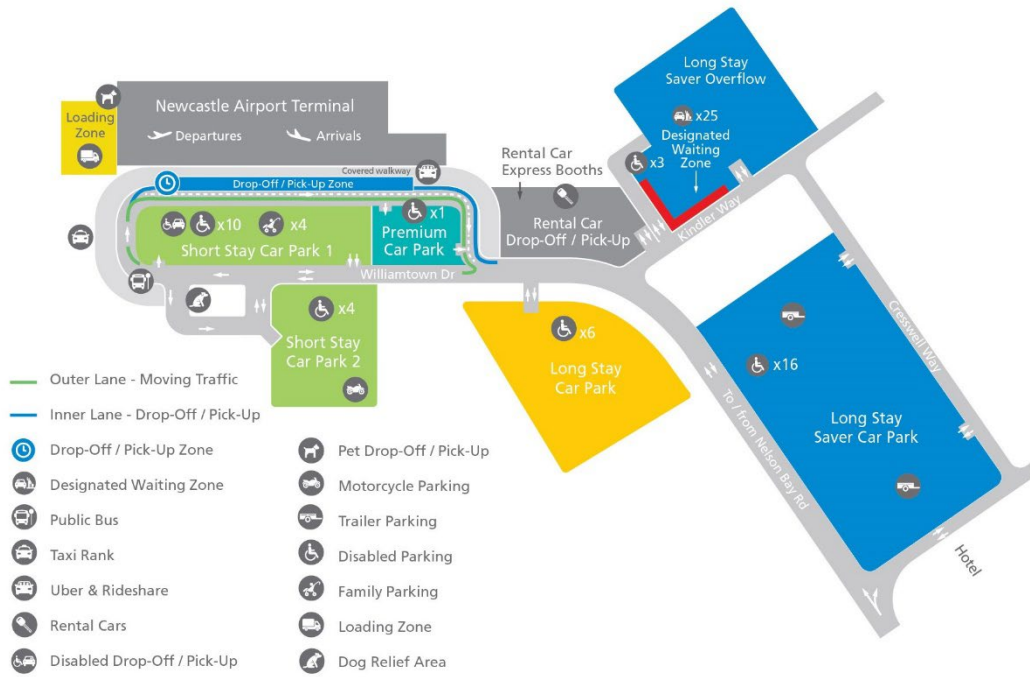 Newcastle Airport Terminal
Departures
Arrivals
Loading
Zone
Covered walkway
Drop-Off / Pick-Up Zone
x10
x4
Short Stay Car Park 1
x1
Premium
Car Park
Williamtown Dr
x4
Short Stay
Car Park 2
Rental Car
Express Booths
Rental Car
Drop-Off / Pick-Up
Long Stay
Saver Overflow
x25
Designated
Waiting
Zone
x3
Kindler Way
x6
Long Stay
Car Park
To / from Nelson Bay Rd
x16
Long Stay
Saver Car Park
Cresswell Way
Hotel
Outer Lane - Moving Traffic
Inner Lane - Drop-Off / Pick-Up
Drop-Off / Pick-Up Zone
Designated Waiting Zone
Public Bus
Taxi Rank
Uber & Rideshare
Rental Cars
Disabled Drop-Off / Pick-Up
Pet Drop-Off / Pick-Up
Motorcycle Parking
Trailer Parking
Disabled Parking
Family Parking
Loading Zone
Dog Relief Area